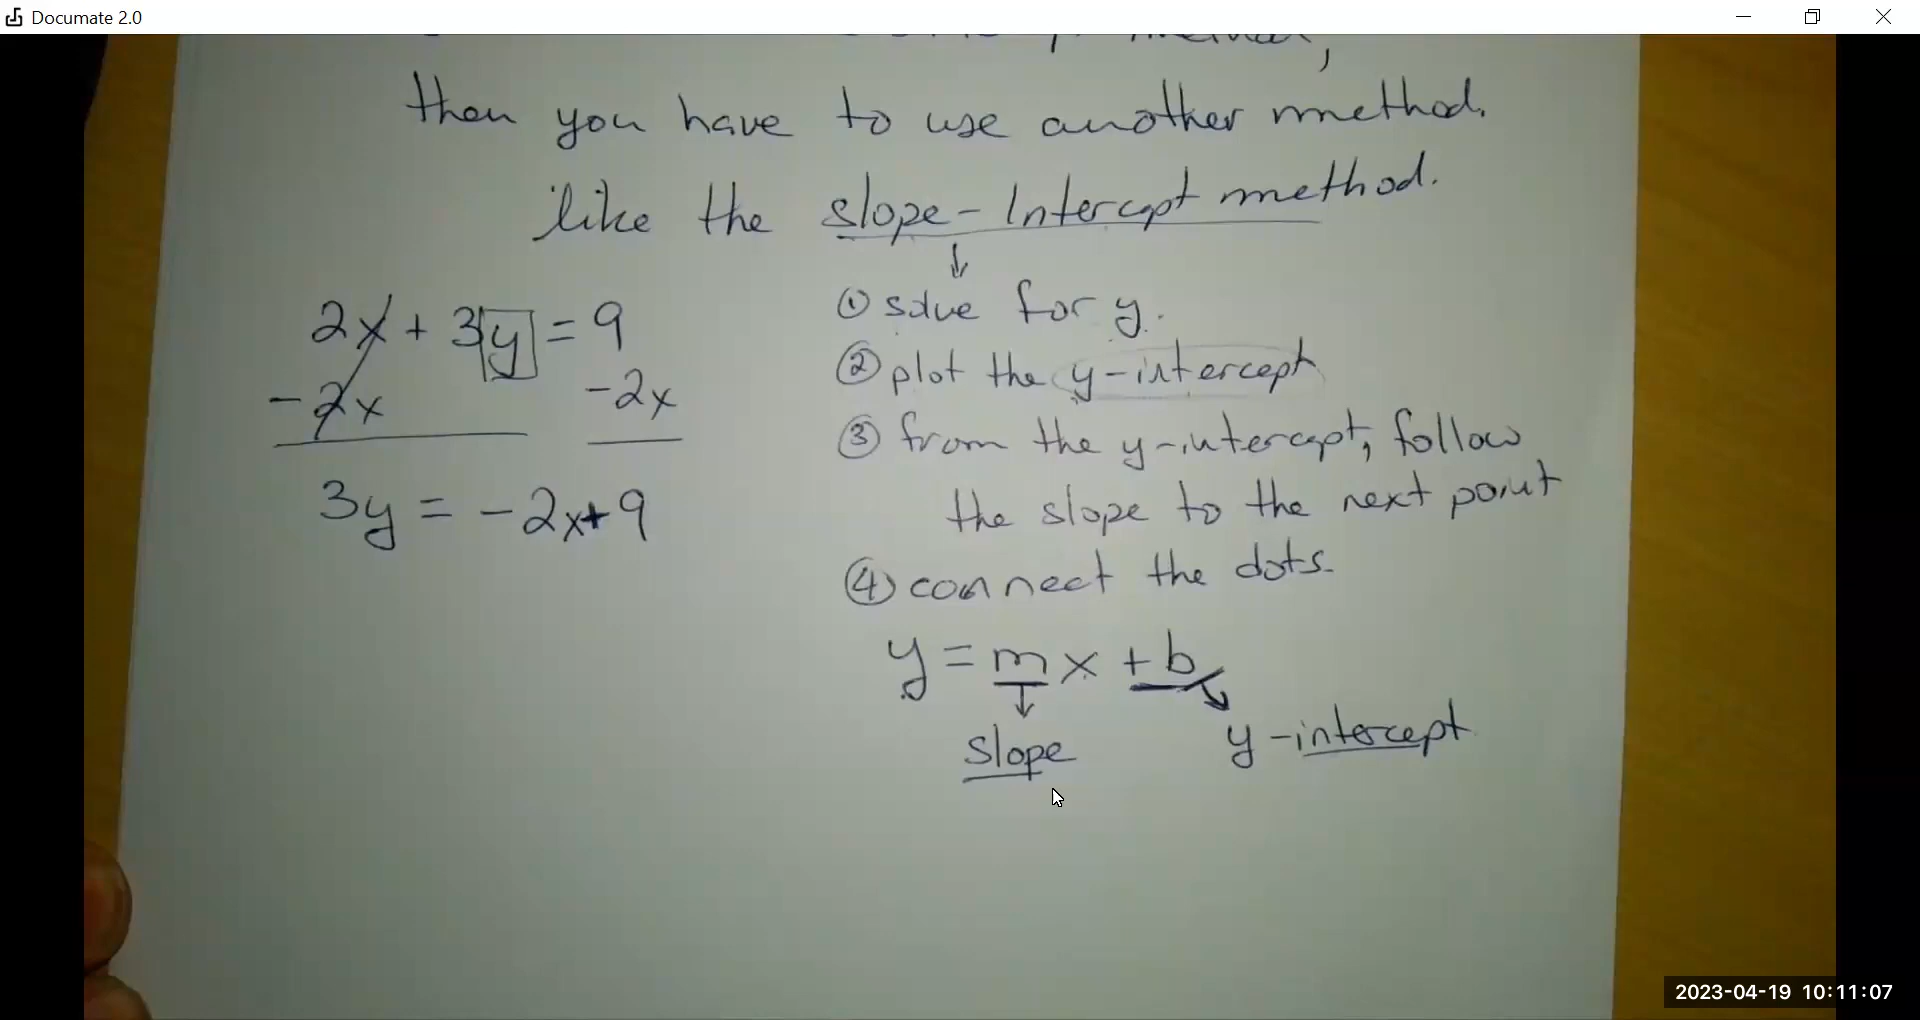 Documate 2.0
then you have to use another method.
like the slope-Intercept method.
↓
2x + 3y = 9
-2x -2x
3y = -2x+9
① solve for y.
② plot the y-intercept
③ from the y-intercept, follow
the slope to the next point
④ connect the dots.
y = mx + b
slope
y-intercept
2023-04-19 10:11:07